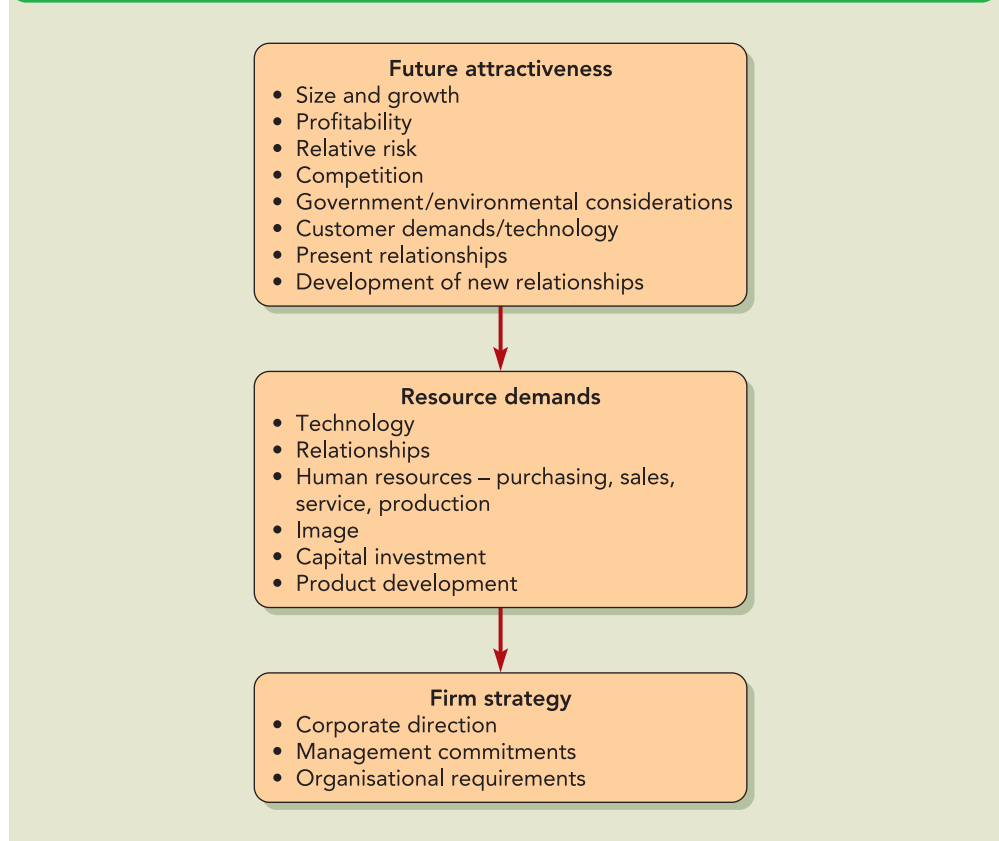 Future attractiveness
• Size and growth
• Profitability
• Relative risk
• Competition
• Government/environmental considerations
• Customer demands/technology
• Present relationships
• Development of new relationships
Resource demands
• Technology
• Relationships
• Human resources – purchasing, sales,
service, production
• Image
• Capital investment
• Product development
Firm strategy
• Corporate direction
• Management commitments
• Organisational requirements